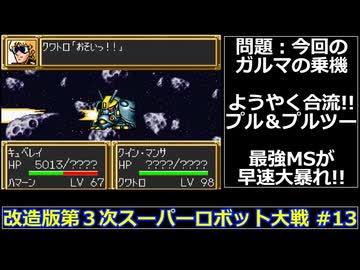 クワトロ「おそいっ！！」
キュベレイ
HP 5013/????
ハマーン LV 67
クイン・マンサ
HP ????/????
クワトロ LV 98
問題：今回の
ガルマの乗機
ようやく合流!!
プル＆プルツー
最強MSが
早速大暴れ!!
改造版第３次スーパーロボット大戦 #13